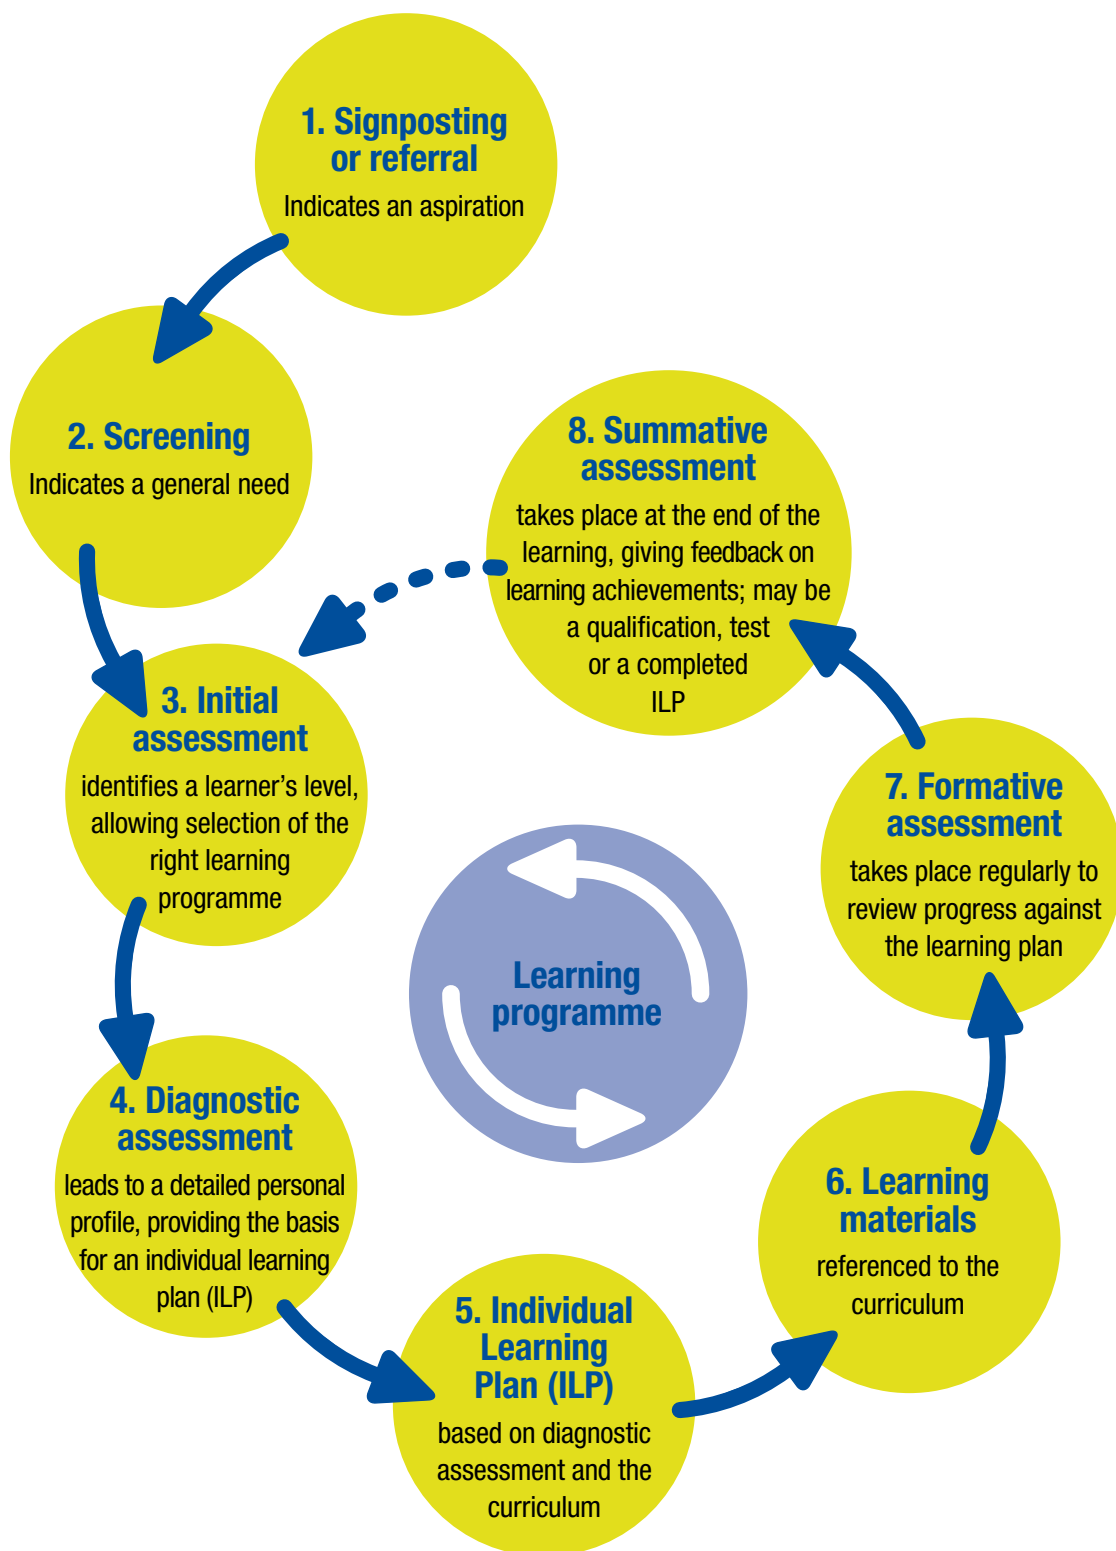 1. Signposting
or referral
Indicates an aspiration
2. Screening
Indicates a general need
3. Initial
assessment
identifies a learner's level,
allowing selection of the
right learning
programme
4. Diagnostic
assessment
leads to a detailed personal
profile, providing the basis
for an individual learning
plan (ILP)
5. Individual
Learning
Plan (ILP)
based on diagnostic
assessment and the
curriculum
6. Learning
materials
referenced to the
curriculum
7. Formative
assessment
takes place regularly to
review progress against
the learning plan
8. Summative
assessment
takes place at the end of the
learning, giving feedback on
learning achievements; may be
a qualification, test
or a completed
ILP
Learning
programme